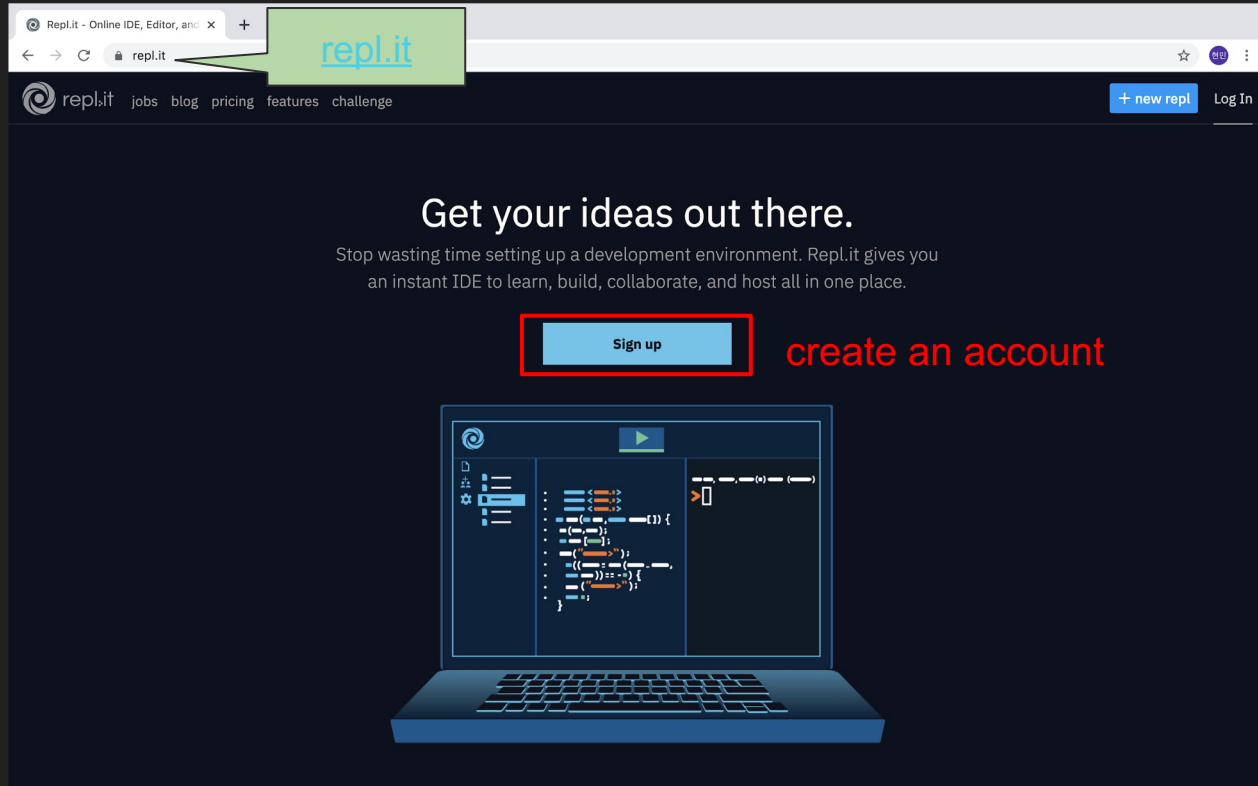 Repl.it - Online IDE, Editor, and
repl.it
repl.it
현민
repl.it jobs blog pricing features challenge
+ new repl Log In
Get your ideas out there.
Stop wasting time setting up a development environment. Repl.it gives you
an instant IDE to learn, build, collaborate, and host all in one place.
Sign up
create an account